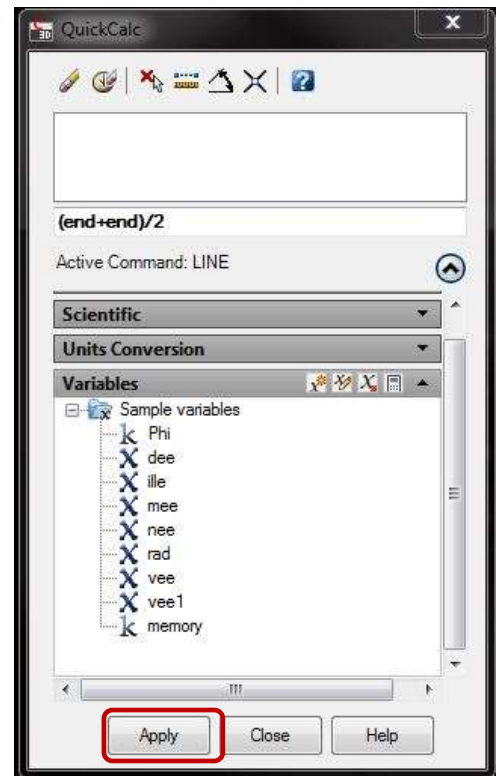 QuickCalc
(end+end)/2
Active Command: LINE
Scientific
Units Conversion
Variables
Sample variables
k Phi
X dee
X ille
X mee
X nee
X rad
X vee
X vee1
k memory
Apply Close Help